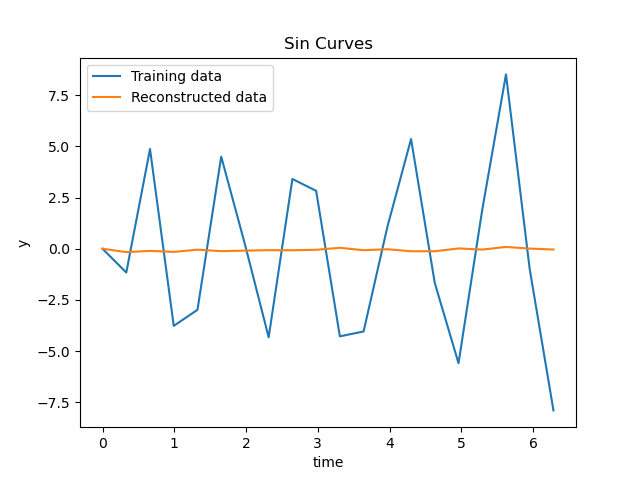 Sin Curves
Training data
Reconstructed data
7.5
5.0
2.5
0.0
−2.5
−5.0
−7.5
y
0 1 2 3 4 5 6
time